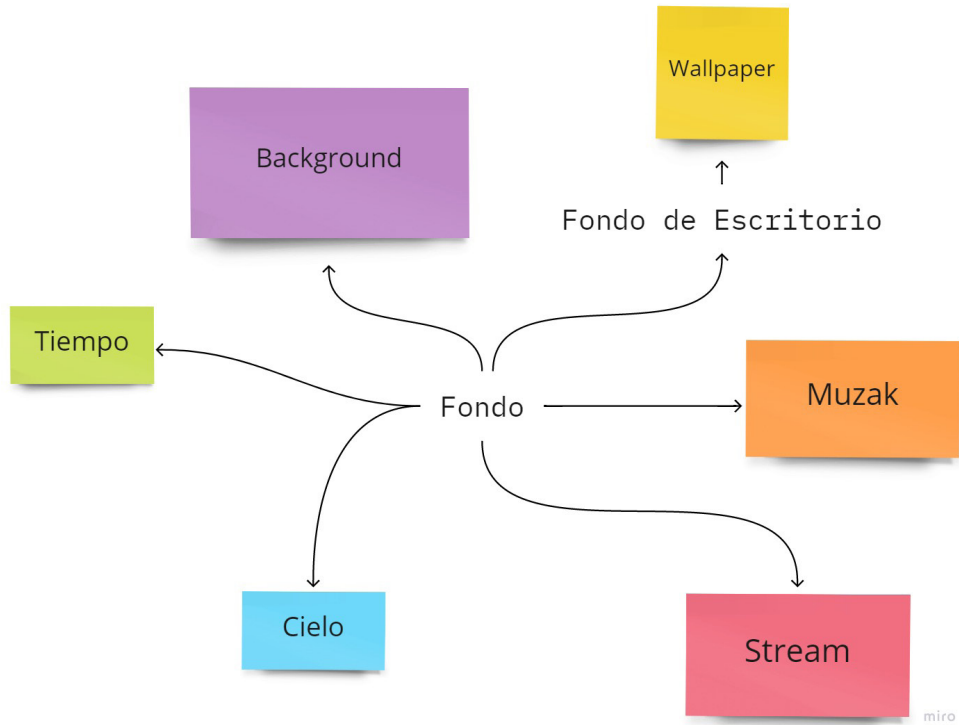 Wallpaper
Background
Fondo de Escritorio
Tiempo
Fondo
Muzak
Cielo
Stream
miro